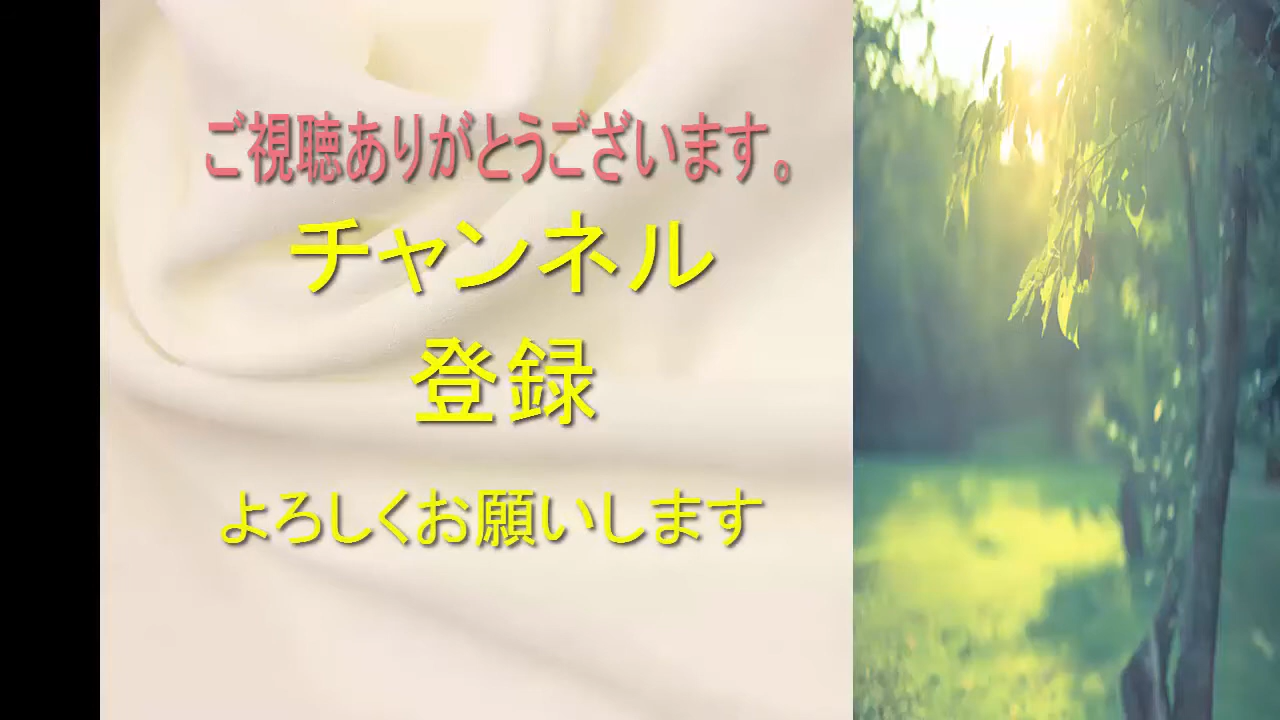 ご視聴ありがとうございます。
チャンネル
登録
よろしくお願いします